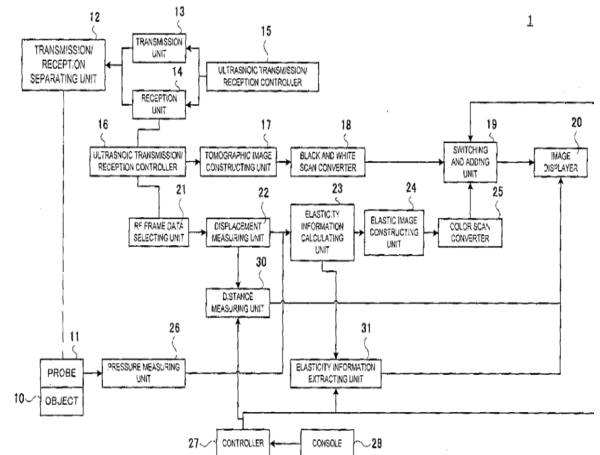 1
12
TRANSMISSION/
RECEPTION
SEPARATING UNIT
13
TRANSMISSION
UNIT
14
RECEPTION
UNIT
15
ULTRASNOIC TRANSMISSION/
RECEPTION CONTROLLER
16
ULTRASNOIC TRANSMISSION/
RECEPTION CONTROLLER
17
TOMOGRAPHIC IMAGE
CONSTRUCTING UNIT
18
BLACK AND WHITE
SCAN CONVERTER
19
SWITCHING
AND ADDING
UNIT
20
IMAGE
DISPLAYER
21
RF FRAME DATA
SELECTING UNIT
22
DISPLACEMENT
MEASURING UNIT
23
ELASTICITY
INFORMATION
CALCULATING
UNIT
24
ELASTIC IMAGE
CONSTRUCTING
UNIT
25
COLOR SCAN
CONVERTER
30
DISTANCE
MEASURING UNIT
11
PROBE
10
OBJECT
26
PRESSURE MEASURING
UNIT
31
ELASTICITY INFORMATION
EXTRACTING UNIT
27
CONTROLLER
CONSOLE
28